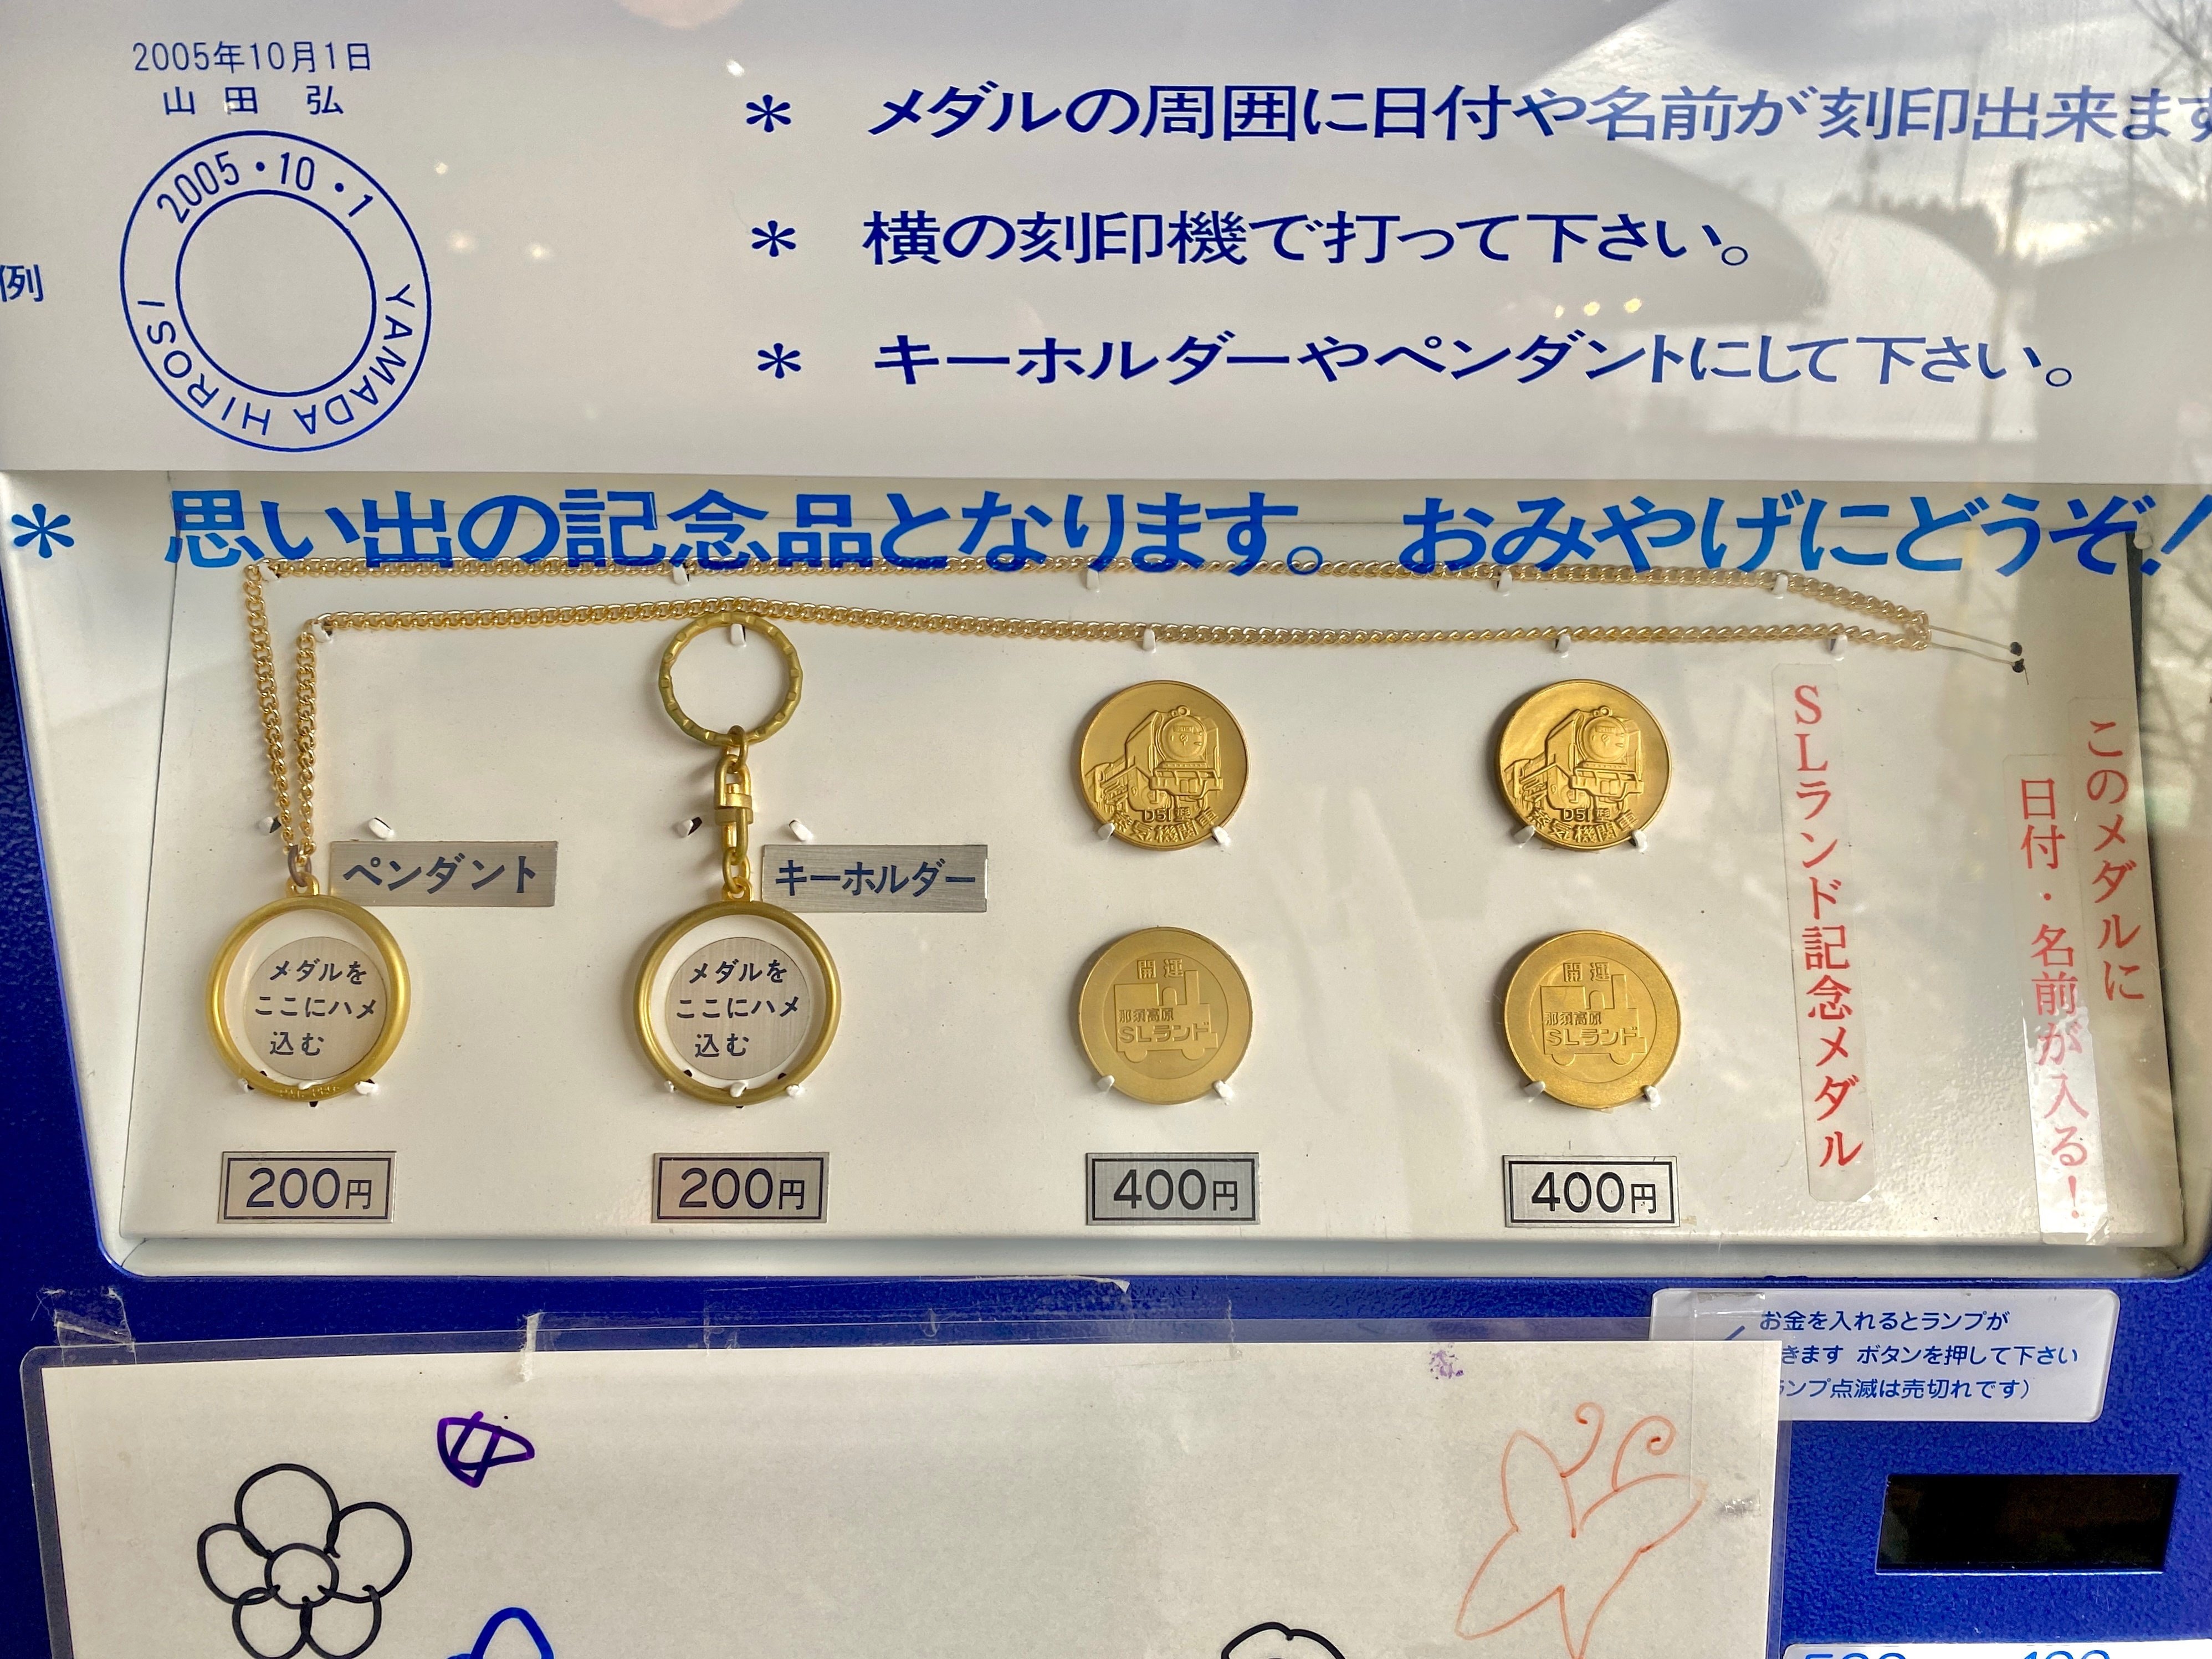 2005年10月1日
山田 弘
例
2005・10・1
YAMADA HIROSI
* メダルの周囲に日付や名前が刻印出来ます
* 横の刻印機で打って下さい。
* キーホルダーやペンダントにして下さい。
* 思い出の記念品となります。おみやげにどうぞ!
ペンダント
メダルを
ここにハメ
込む
200円
キーホルダー
メダルを
ここにハメ
込む
200円
D51型
蒸気機関車
開運
那須高原
SLランド
400円
D51型
蒸気機関車
開運
那須高原
SLランド
400円
このメダルに
日付・名前が入る!
SLランド記念メダル
お金を入れるとランプが
きます ボタンを押して下さい
ランプ点滅は売切れです)